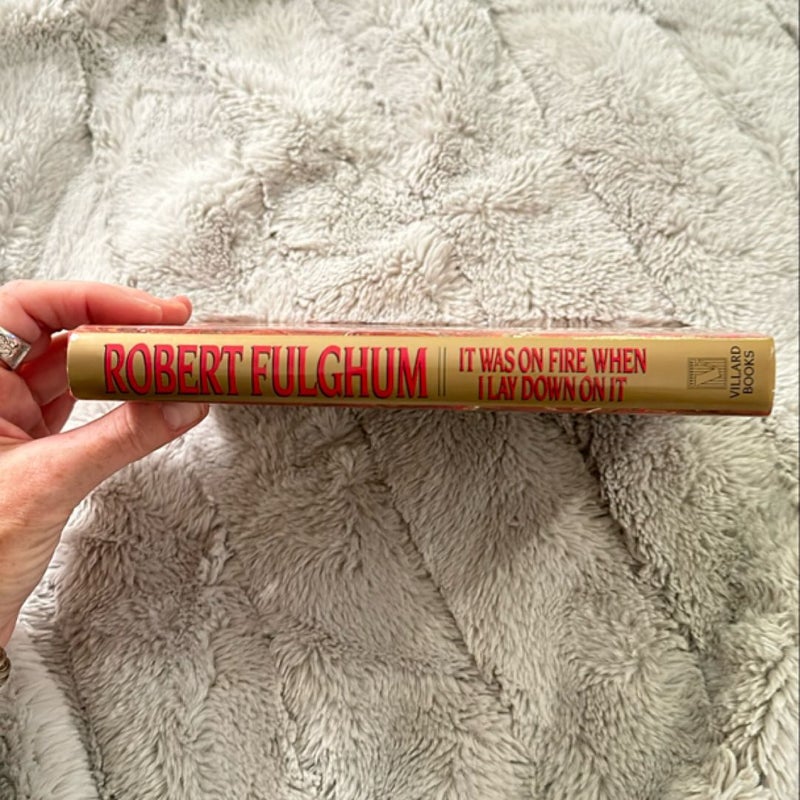 ROBERT FULGHUM
IT WAS ON FIRE WHEN
I LAY DOWN ON IT
VILLARD
BOOKS